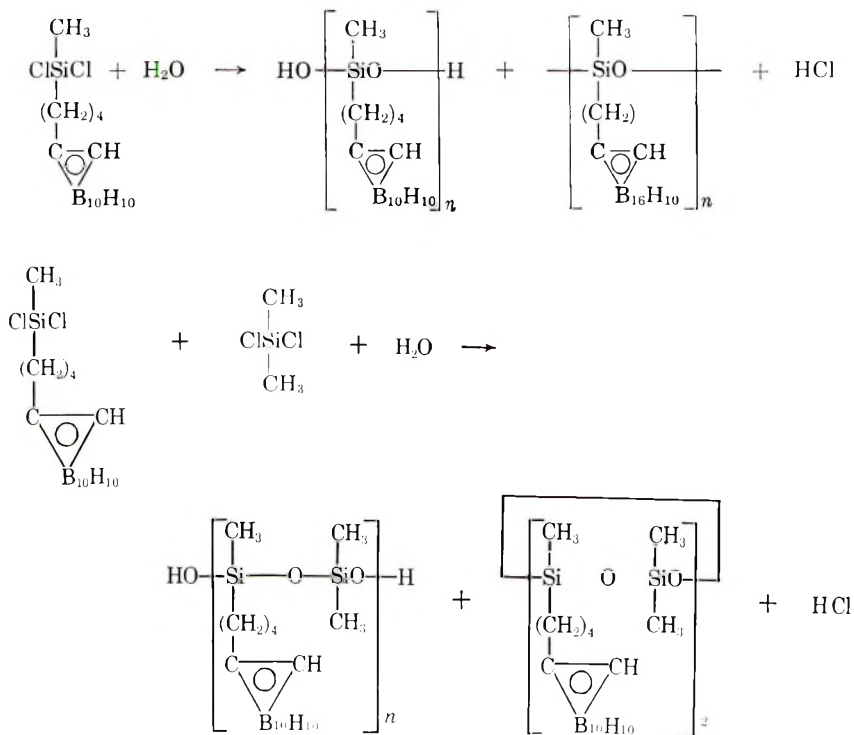 CH₃ CH₃ CH₃
ClSiCl + H₂O → HO SiO H + SiO + HCl
(CH₂)₄ (CH₂)₄ (CH₂)
C CH C CH C CH
B₁₀H₁₀ B₁₀H₁₀ n B₁₆H₁₀ n
CH₃
ClSiCl + CH₃ ClSiCl CH₃ + H₂O →
(CH₂)₄
C CH
B₁₀H₁₀
CH₃ CH₃ CH₃ CH₃
HO Si O SiO H + Si O SiO + HCl
(CH₂)₄ CH₃ (CH₂)₄ CH₃
C CH C CH
B₁₀H₁₀ n B₁₆H₁₀ 2